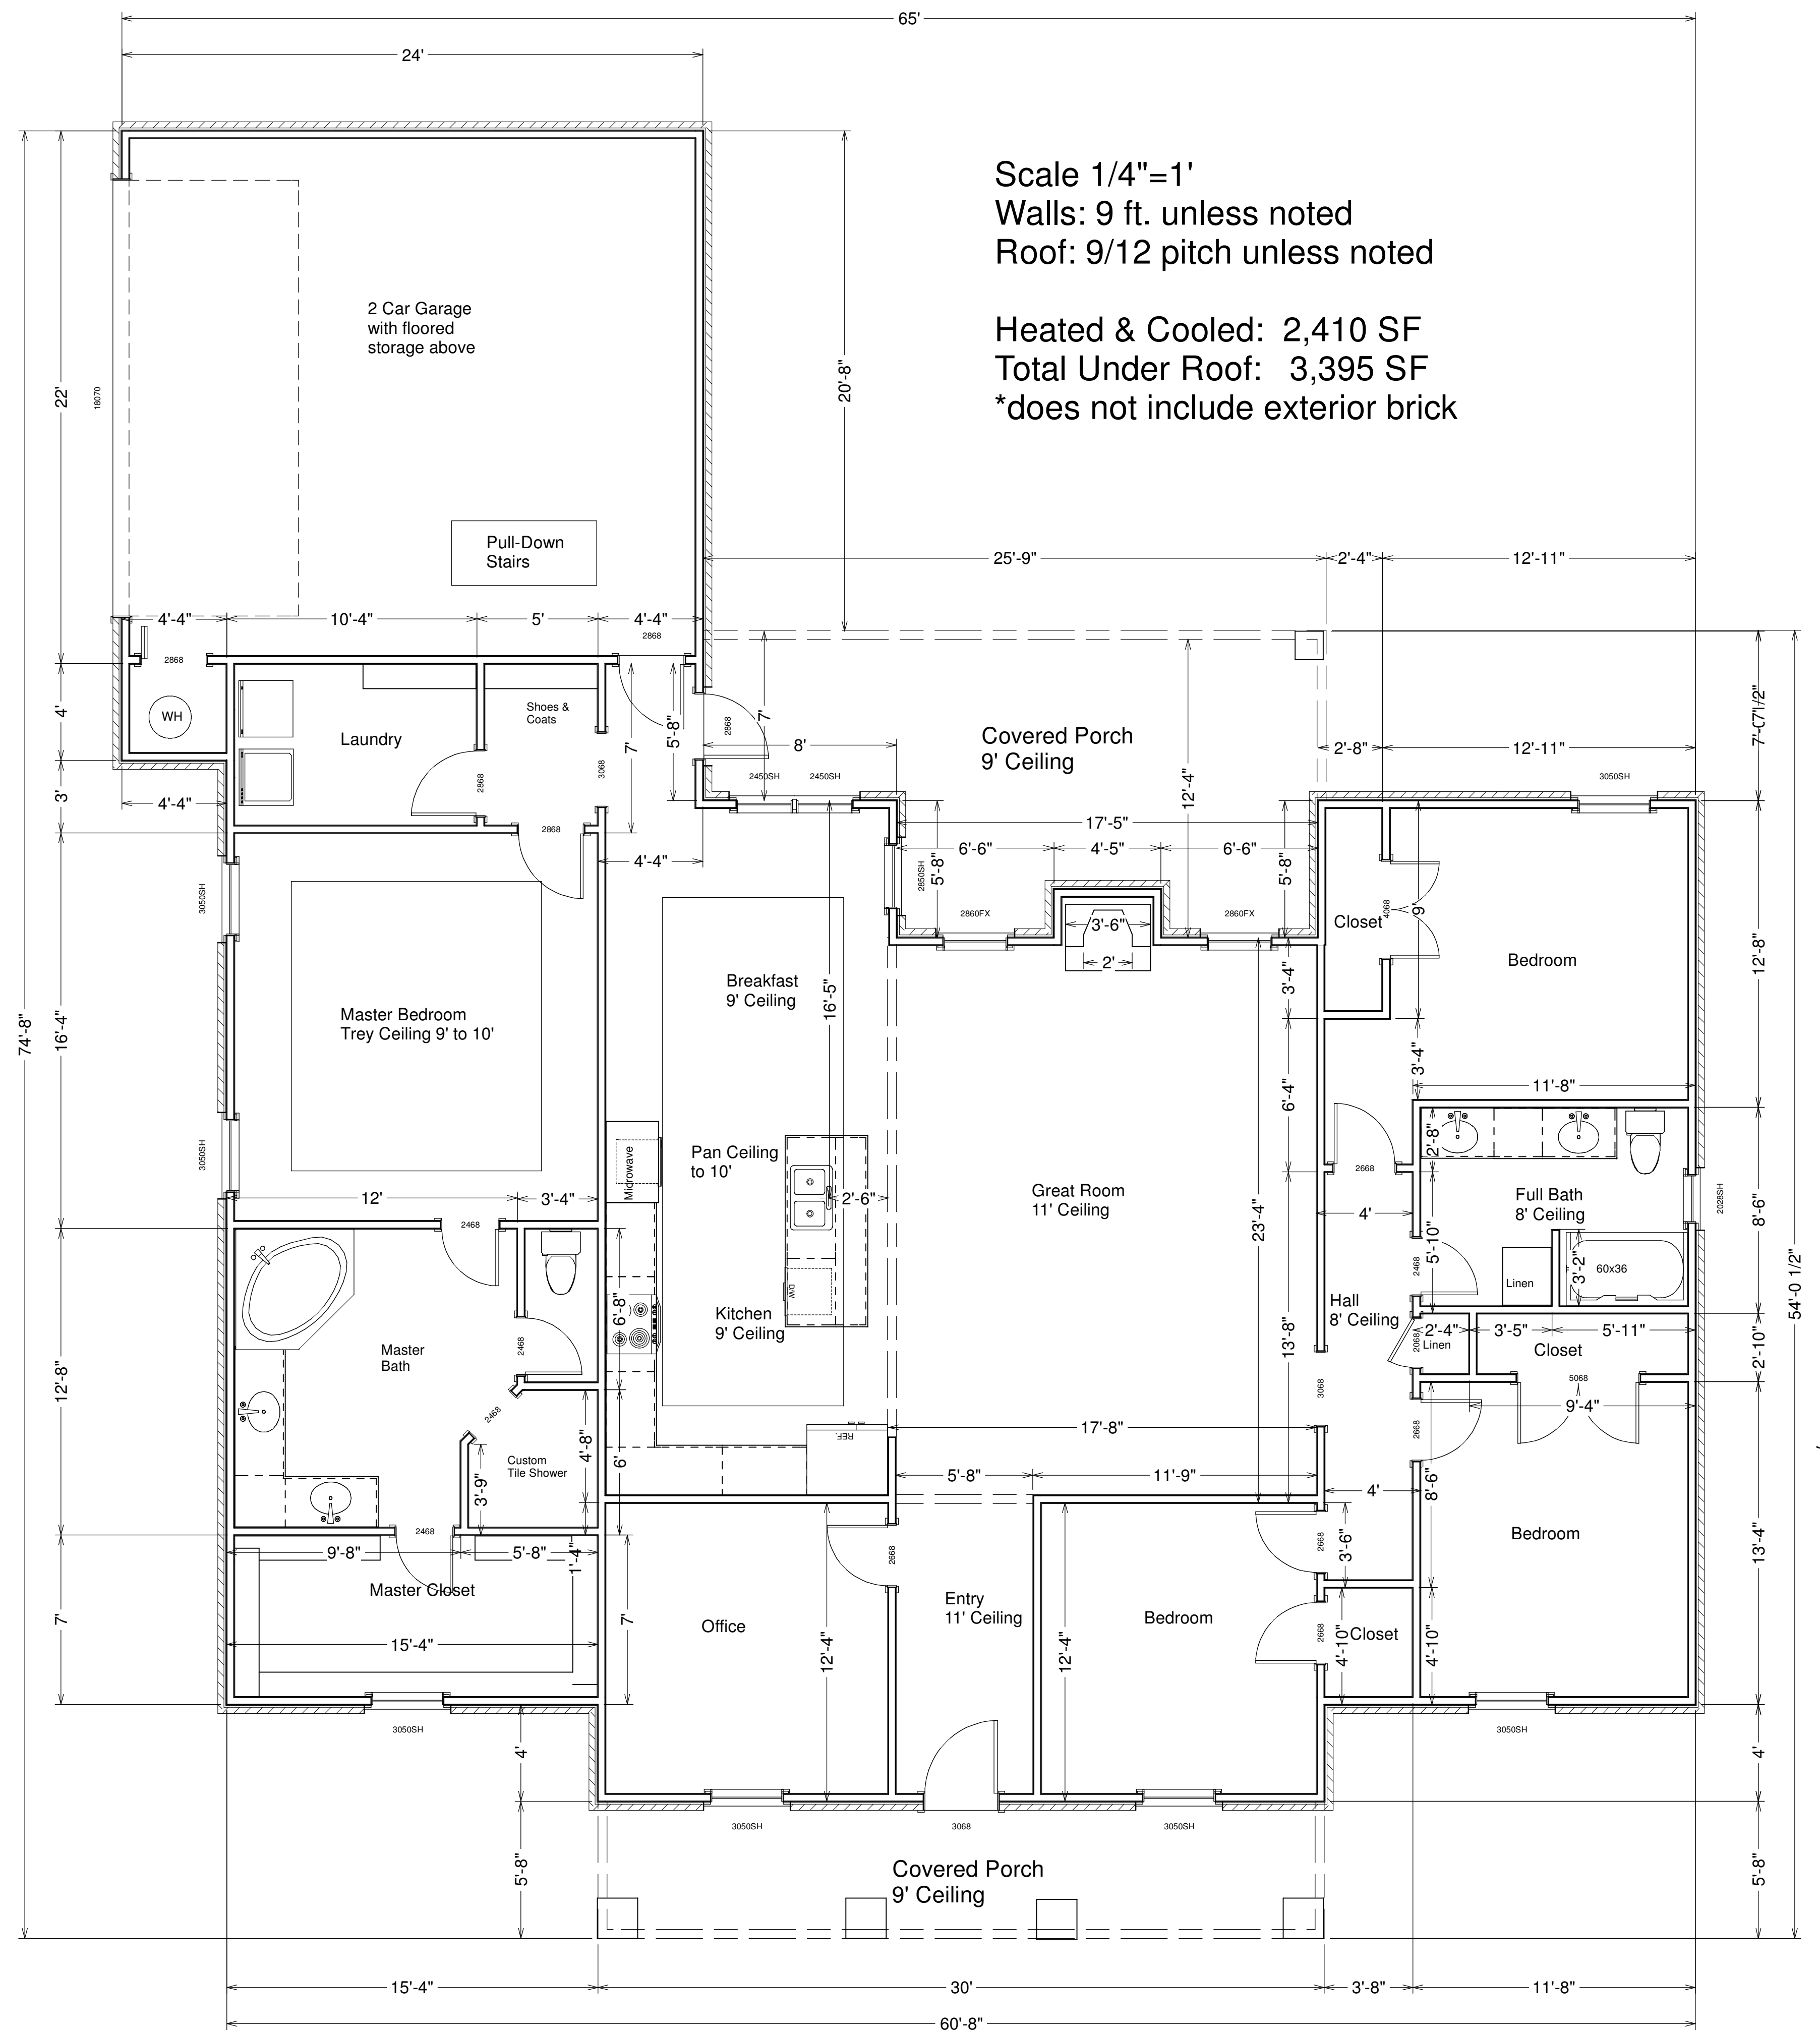 65'
24'
Scale 1/4"=1'
Walls: 9 ft. unless noted
Roof: 9/12 pitch unless noted
Heated & Cooled: 2,410 SF
Total Under Roof: 3,395 SF
*does not include exterior brick
2 Car Garage
with floored
storage above
22'
18070
20'-8"
Pull-Down
Stairs
25'-9"
2'-4"
12'-11"
4'-4"
10'-4"
5'
4'-4"
2868
2868
WH
4'
Laundry
Shoes &
Coats
2868
3068
7'
5'-8"
2868
7'
8'
2450SH
2450SH
Covered Porch
9' Ceiling
12'-4"
2'-8"
12'-11"
3050SH
3'
4'-4"
2868
4'-4"
17'-5"
6'-6"
4'-5"
6'-6"
5'-8"
2850SH
5'-8"
2860FX
2860FX
3'-6"
2'
3050SH
Closet
4068
9'
Bedroom
12'-8"
Breakfast
9' Ceiling
16'-5"
3'-4"
Master Bedroom
Trey Ceiling 9' to 10'
16'-4"
74'-8"
3'-4"
11'-8"
6'-4"
3050SH
Microwave
Pan Ceiling
to 10'
2'-6"
Great Room
11' Ceiling
23'-4"
2668
4'
2'-8"
Full Bath
8' Ceiling
2028SH
8'-6"
12'
3'-4"
2468
5'-10"
2468
Linen
3'-2"
60x36
54'-0 1/2"
D/W
Kitchen
9' Ceiling
6'-8"
2468
Hall
8' Ceiling
13'-8"
2068
2'-4"
Linen
3'-5"
5'-11"
Closet
2'-10"
Master
Bath
12'-8"
3068
5068
9'-4"
2468
4'-8"
6'
REF.
17'-8"
2668
Custom
Tile Shower
3'-9"
5'-8"
11'-9"
4'
8'-6"
2468
9'-8"
5'-8"
1'-4"
Master Closet
2668
2668
3'-6"
Bedroom
13'-4"
7'
15'-4"
7'
Office
12'-4"
Entry
11' Ceiling
12'-4"
Bedroom
2668
4'-10"
Closet
4'-10"
3050SH
4'
3050SH
4'
3050SH
3068
3050SH
5'-8"
Covered Porch
9' Ceiling
5'-8"
15'-4"
30'
3'-8"
11'-8"
60'-8"